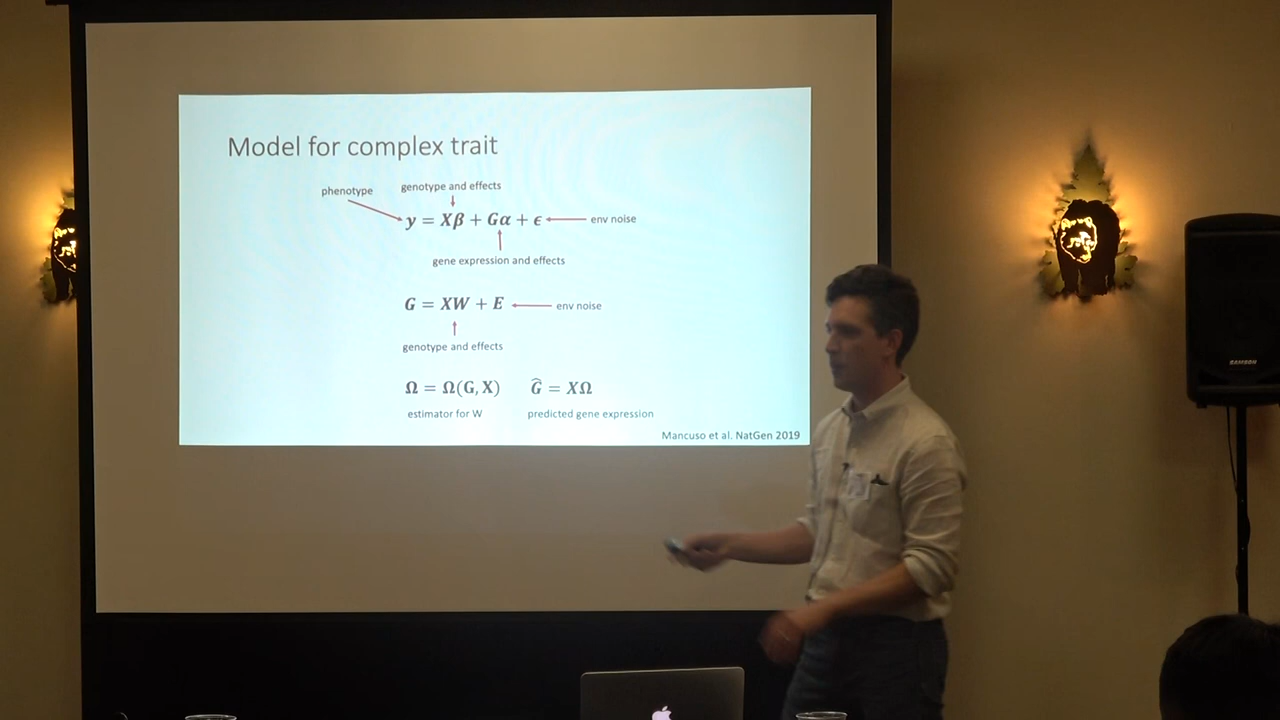 Model for complex trait
phenotype
genotype and effects
y = Xβ + Gα + ϵ
env noise
gene expression and effects
G = XW + E
env noise
genotype and effects
Ω = Ω(G, X)
Ĝ = XΩ
estimator for W
predicted gene expression
Mancuso et al. NatGen 2019
SAMSON